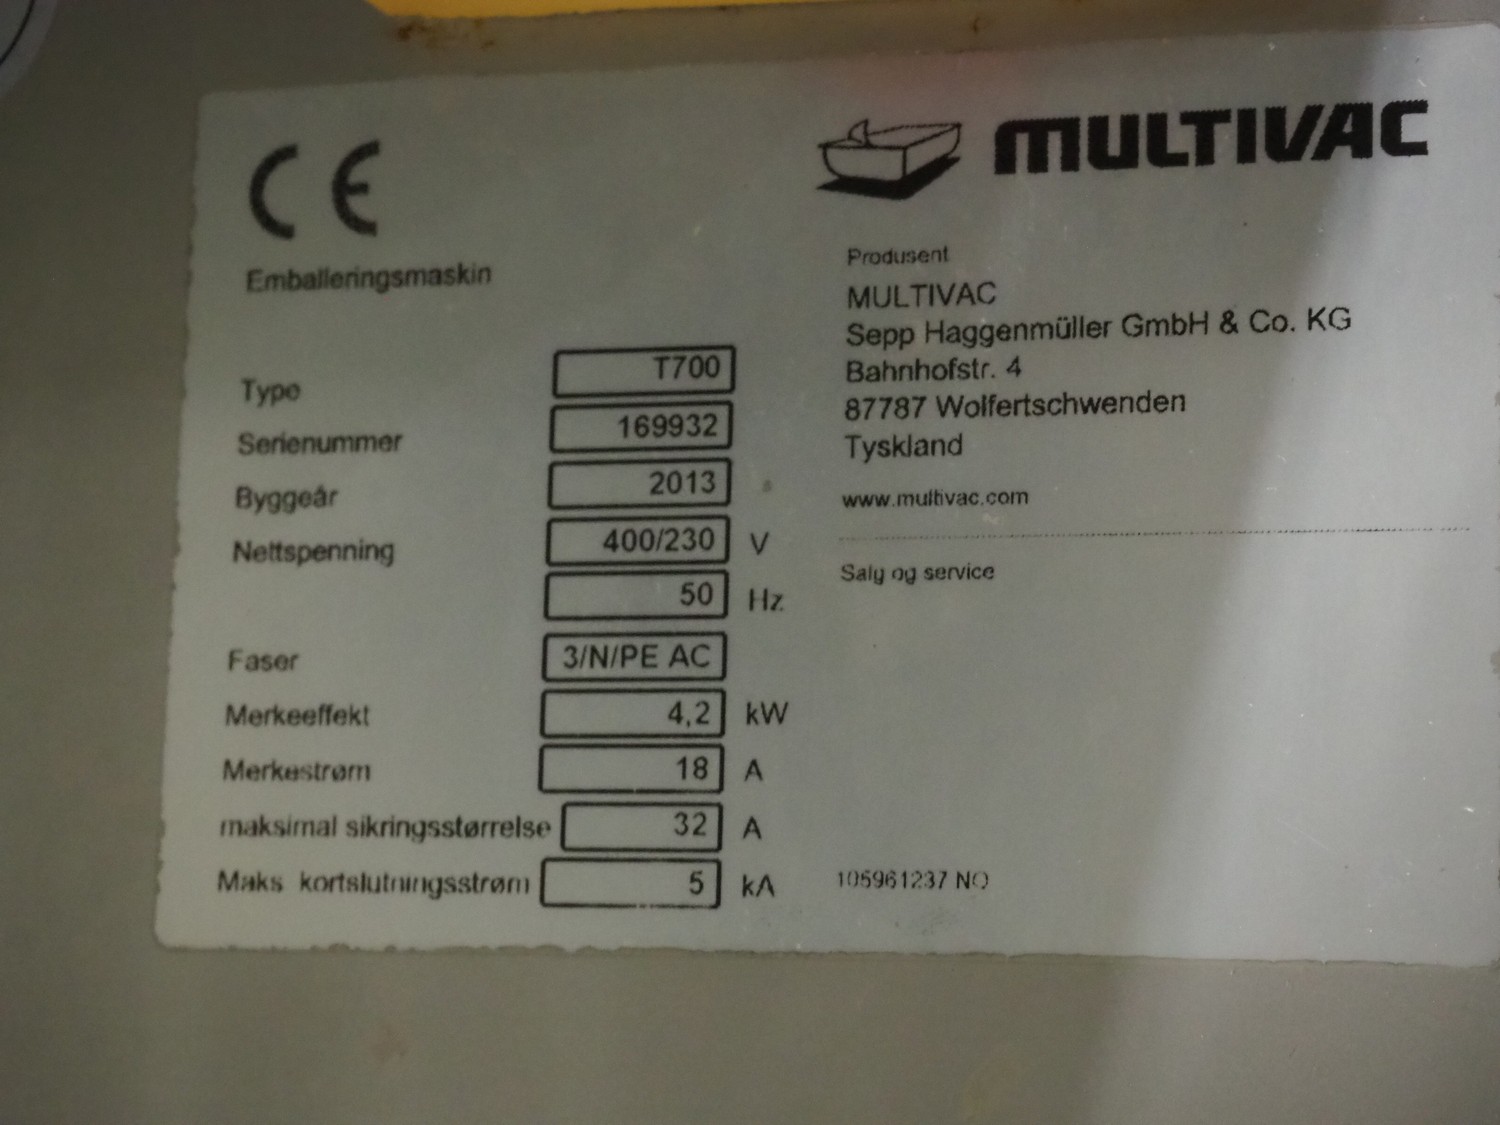 CE
MULTIVAC
Emballeringsmaskin
Type T700
Serienummer 169932
Byggeår 2013
Nettspenning 400/230 V
50 Hz
Faser 3/N/PE AC
Merkeeffekt 4,2 kW
Merkestrøm 18 A
maksimal sikringsstørrelse 32 A
Maks kortslutningsstrøm 5 kA
Produsent
MULTIVAC
Sepp Haggenmüller GmbH & Co. KG
Bahnhofstr. 4
87787 Wolfertschwenden
Tyskland
www.multivac.com
Salg og service
105961237 NO